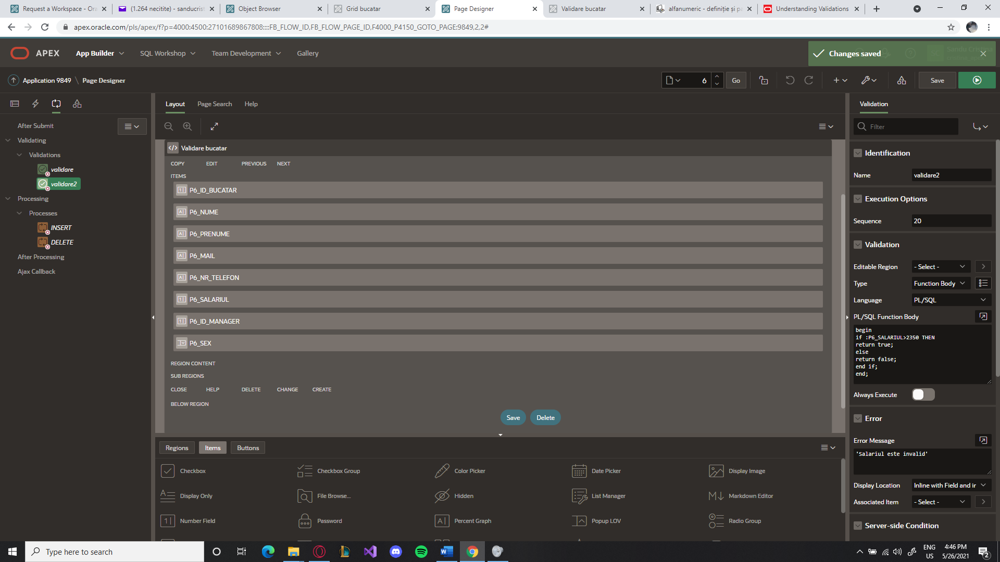 Request a Workspace - Ora
(1.264 necitite) - sanducrist
Object Browser
Grid bucatar
Page Designer
Validare bucatar
alfanumeric - definiție și pa
Understanding Validations
apex.oracle.com/pls/apex/f?p=4000:4500:27101689867808::::FB_FLOW_ID,FB_FLOW_PAGE_ID,F4000_P4150_GOTO_PAGE:9849,2,2#
APEX
App Builder
SQL Workshop
Team Development
Gallery
Changes saved
Application 9849 \ Page Designer
6
Go
Save
Layout
Page Search
Help
Validation
After Submit
Validating
Validations
validare
validare2
Processing
Processes
INSERT
DELETE
After Processing
Ajax Callback
Validare bucatar
COPY
EDIT
PREVIOUS
NEXT
ITEMS
P6_ID_BUCATAR
P6_NUME
P6_PRENUME
P6_MAIL
P6_NR_TELEFON
P6_SALARIUL
P6_ID_MANAGER
P6_SEX
REGION CONTENT
SUB REGIONS
CLOSE
HELP
DELETE
CHANGE
CREATE
BELOW REGION
Save
Delete
Regions
Items
Buttons
Checkbox
Checkbox Group
Color Picker
Date Picker
Display Image
Display Only
File Browse...
Hidden
List Manager
Markdown Editor
Number Field
Password
Percent Graph
Popup LOV
Radio Group
Filter
Identification
Name
validare2
Execution Options
Sequence
20
Validation
Editable Region
- Select -
Type
Function Body
Language
PL/SQL
PL/SQL Function Body
begin
if :P6_SALARIUL>2350 THEN
return true;
else
return false;
end if;
end;
Always Execute
Error
Error Message
'Salariul este invalid'
Display Location
Inline with Field and ir
Associated Item
- Select -
Server-side Condition
Type here to search
ENG
US
4:46 PM
5/26/2021
2